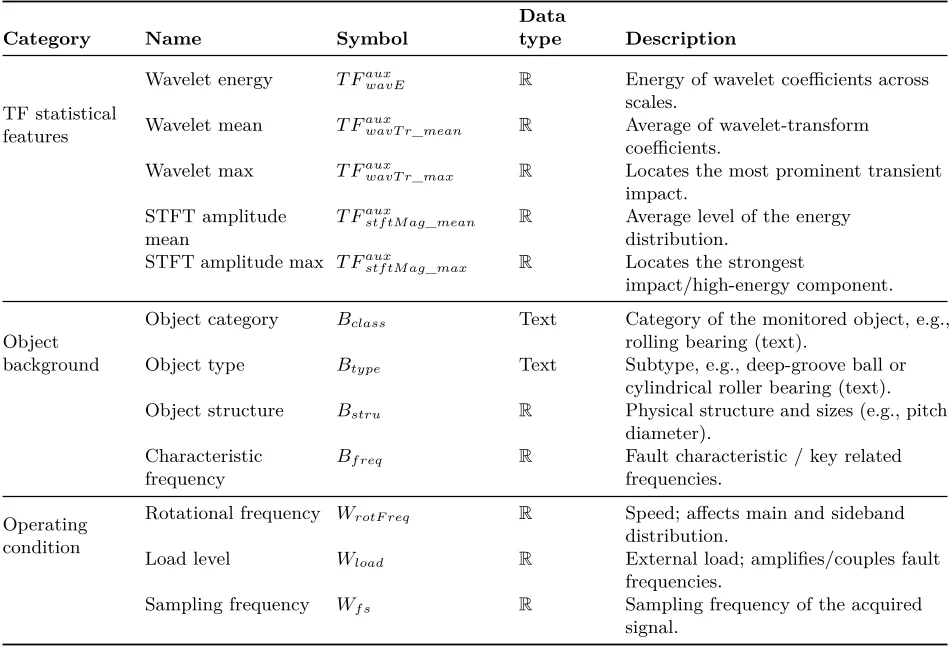 Category Name Symbol Data type Description
Wavelet energy TF^{aux}_{wavE} ℝ Energy of wavelet coefficients across
scales.
TF statistical
features
Wavelet mean TF^{aux}_{wavTr_mean} ℝ Average of wavelet-transform
coefficients.
Wavelet max TF^{aux}_{wavTr_max} ℝ Locates the most prominent transient
impact.
STFT amplitude
mean TF^{aux}_{stftMag_mean} ℝ Average level of the energy
distribution.
STFT amplitude max TF^{aux}_{stftMag_max} ℝ Locates the strongest
impact/high-energy component.
Object
background
Object category B_{class} Text Category of the monitored object, e.g.,
rolling bearing (text).
Object type B_{type} Text Subtype, e.g., deep-groove ball or
cylindrical roller bearing (text).
Object structure B_{stru} ℝ Physical structure and sizes (e.g., pitch
diameter).
Characteristic
frequency B_{freq} ℝ Fault characteristic / key related
frequencies.
Operating
condition
Rotational frequency W_{rotFreq} ℝ Speed; affects main and sideband
distribution.
Load level W_{load} ℝ External load; amplifies/couples fault
frequencies.
Sampling frequency W_{fs} ℝ Sampling frequency of the acquired
signal.